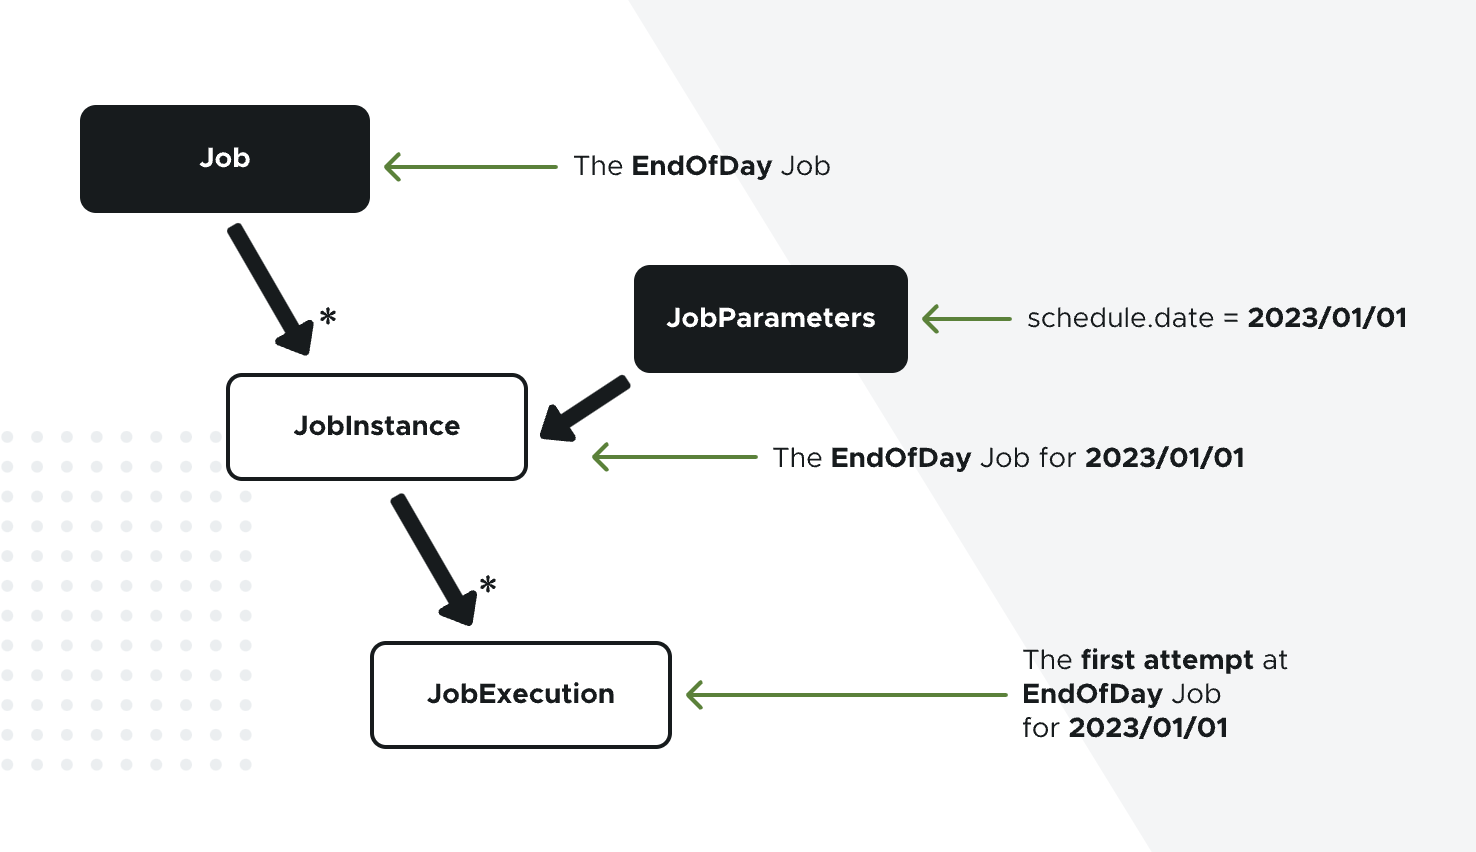 Job
The EndOfDay Job
*
JobParameters
schedule.date = 2023/01/01
JobInstance
The EndOfDay Job for 2023/01/01
*
JobExecution
The first attempt at
EndOfDay Job
for 2023/01/01